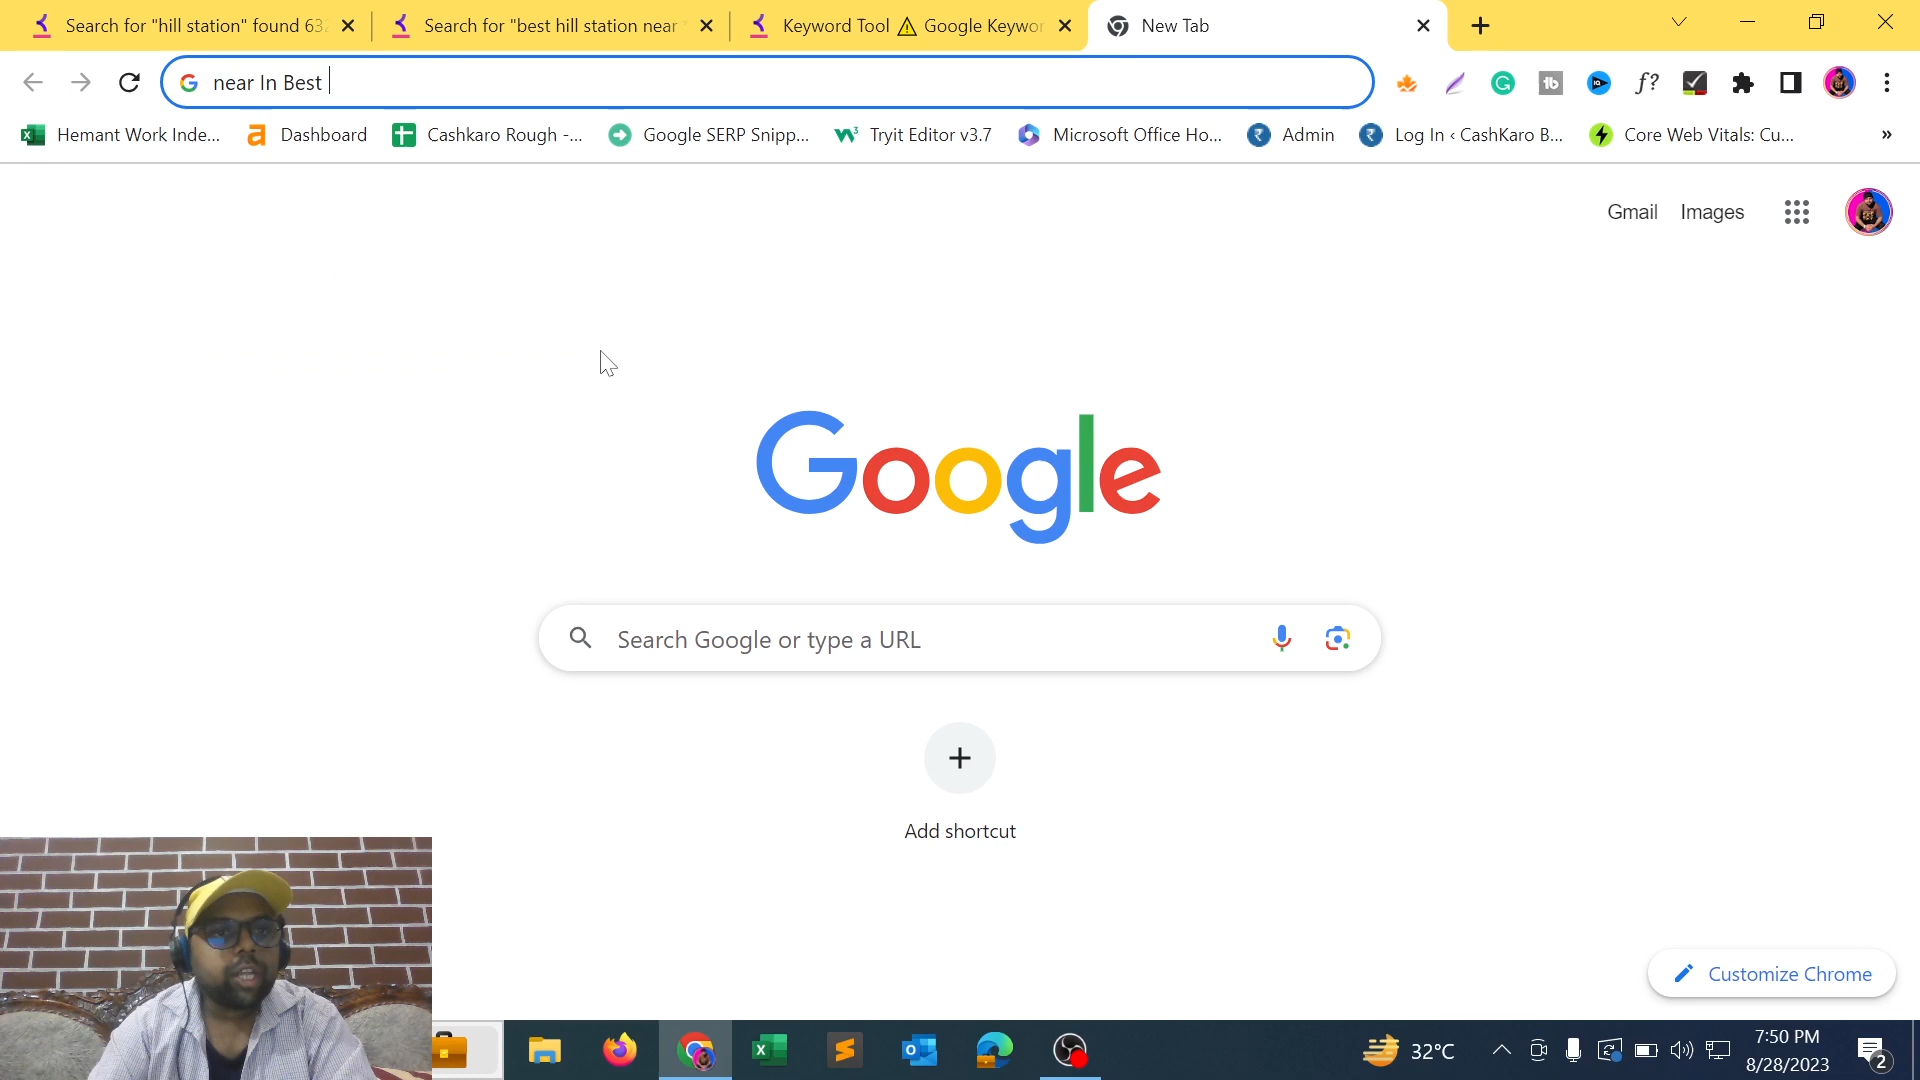 Search for "hill station" found 632
Search for "best hill station near
Keyword Tool ⚠ Google Keywor
New Tab
near In Best
Hemant Work Inde...
Dashboard
Cashkaro Rough -...
Google SERP Snipp...
Tryit Editor v3.7
Microsoft Office Ho...
Admin
Log In ‹ CashKaro B...
Core Web Vitals: Cu...
»
Gmail
Images
Google
Search Google or type a URL
Add shortcut
Customize Chrome
32°C
7:50 PM
8/28/2023
2